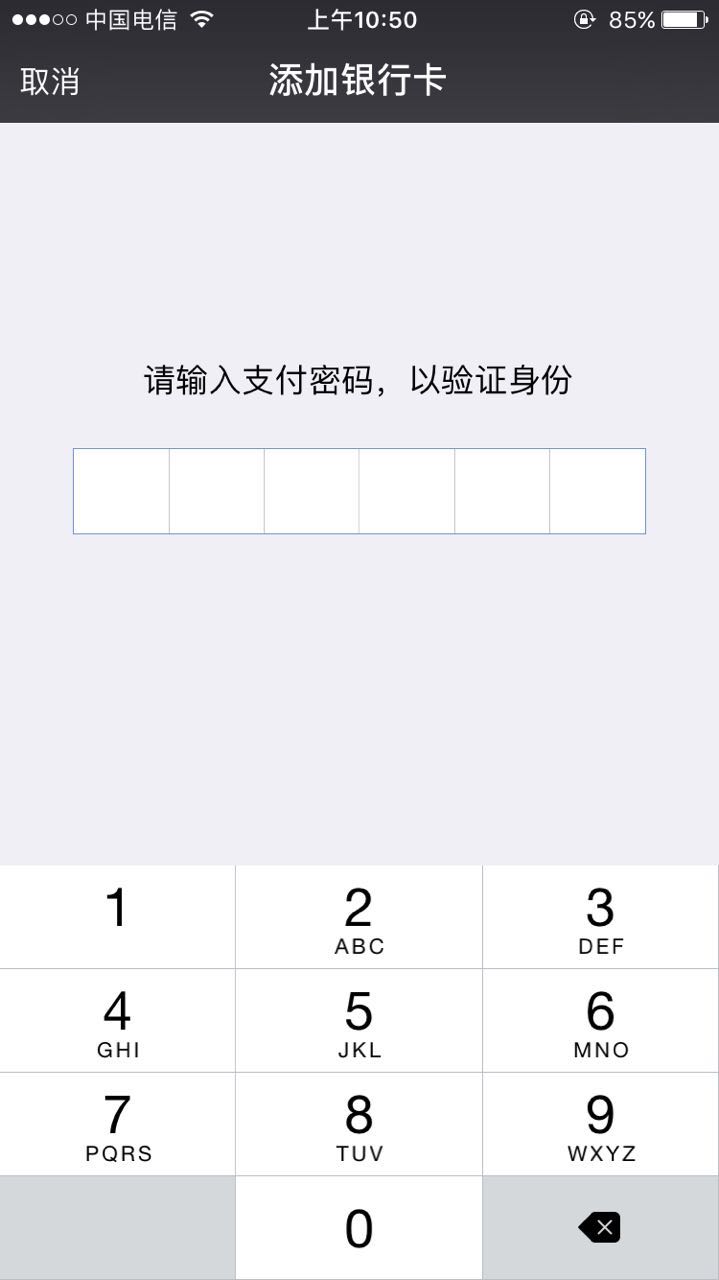 中国电信 上午10:50 85%
取消 添加银行卡
请输入支付密码，以验证身份
1 2 3
ABC DEF
4 5 6
GHI JKL MNO
7 8 9
PQRS TUV WXYZ
0